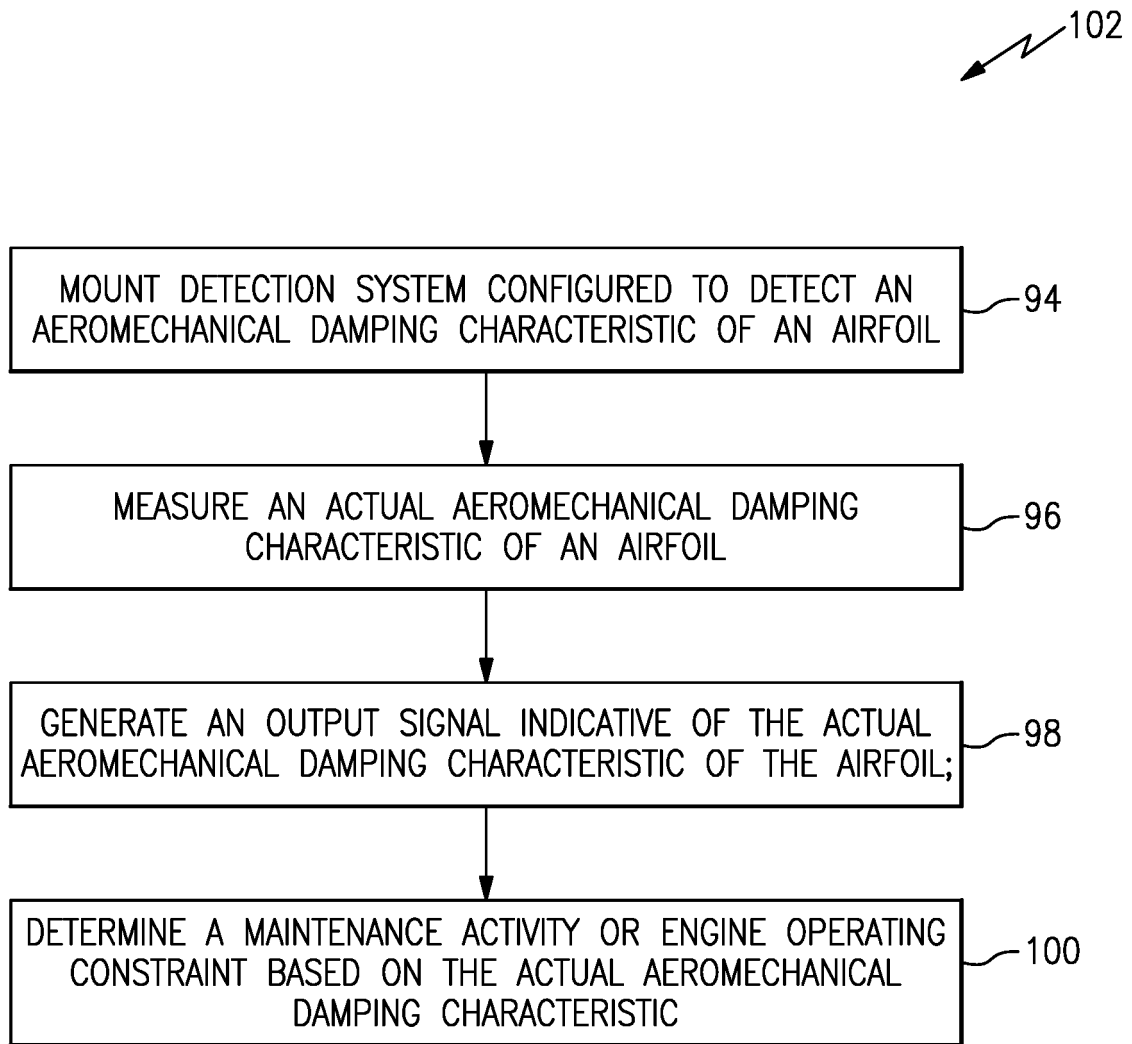 102
MOUNT DETECTION SYSTEM CONFIGURED TO DETECT AN
AEROMECHANICAL DAMPING CHARACTERISTIC OF AN AIRFOIL
94
MEASURE AN ACTUAL AEROMECHANICAL DAMPING
CHARACTERISTIC OF AN AIRFOIL
96
GENERATE AN OUTPUT SIGNAL INDICATIVE OF THE ACTUAL
AEROMECHANICAL DAMPING CHARACTERISTIC OF THE AIRFOIL;
98
DETERMINE A MAINTENANCE ACTIVITY OR ENGINE OPERATING
CONSTRAINT BASED ON THE ACTUAL AEROMECHANICAL
DAMPING CHARACTERISTIC
100